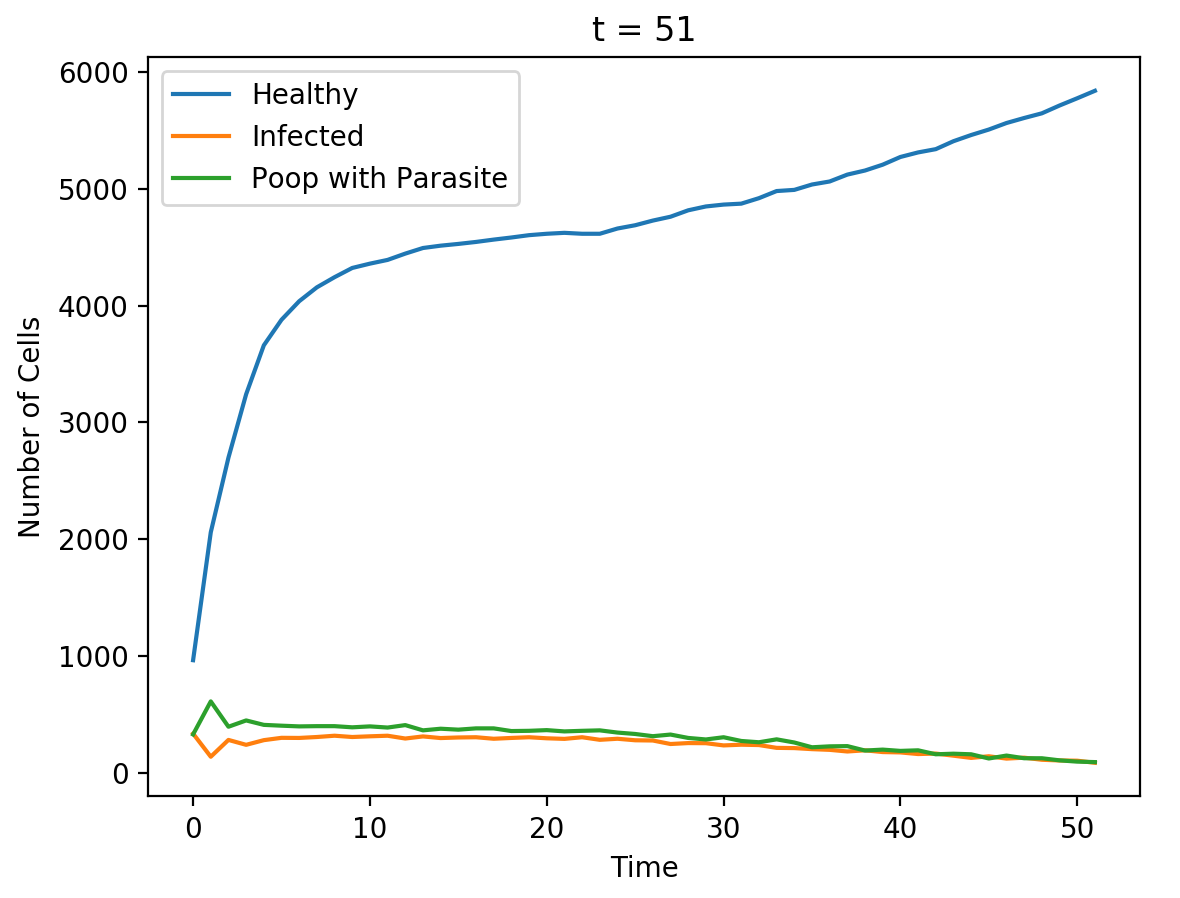 t = 51
6000
5000
4000
3000
2000
1000
0
Number of Cells
Healthy
Infected
Poop with Parasite
0 10 20 30 40 50
Time